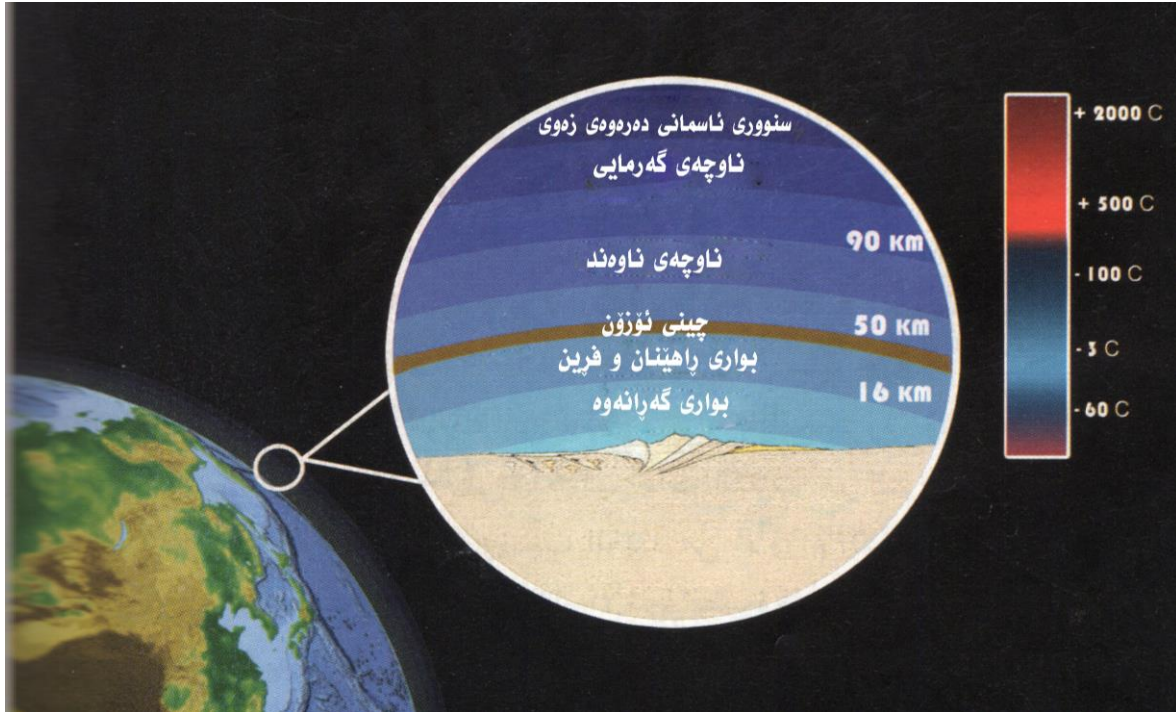 سنووری ئاسمانی دەرەوەی زەوی
ناوچەی گەرمایی
90 KM
ناوچەی ناوەند
چینی ئۆزۆن
50 KM
بواری ڕاهێنان و فڕین
16 KM
بواری گەڕانەوە
+ 2000 C
+ 500 C
- 100 C
- 3 C
- 60 C